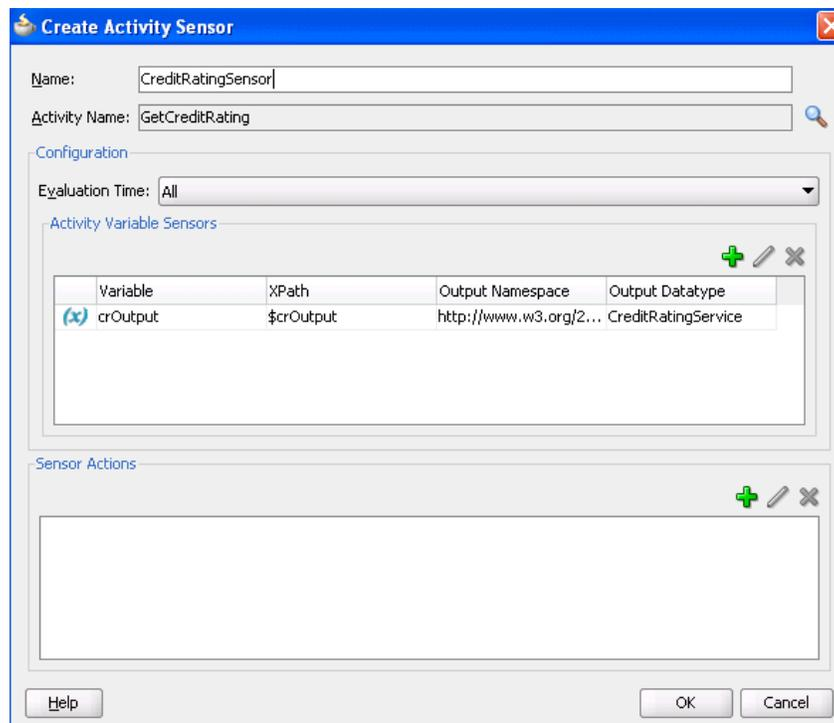 Create Activity Sensor
Name: CreditRatingSensor
Activity Name: GetCreditRating
Configuration
Evaluation Time: All
Activity Variable Sensors
Variable XPath Output Namespace Output Datatype
(x) crOutput $crOutput http://www.w3.org/2... CreditRatingService
Sensor Actions
Help OK Cancel